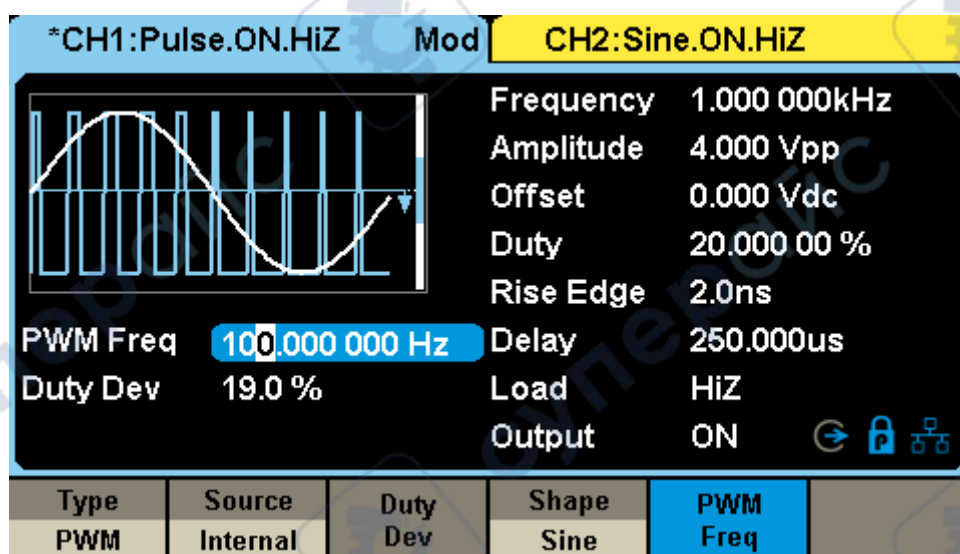 *CH1:Pulse.ON.HiZ Mod CH2:Sine.ON.HiZ
Frequency 1.000 000kHz
Amplitude 4.000 Vpp
Offset 0.000 Vdc
Duty 20.000 00 %
Rise Edge 2.0ns
PWM Freq 100.000 000 Hz Delay 250.000us
Duty Dev 19.0 % Load HiZ
Output ON P
Type Source Duty Dev Shape PWM Freq
PWM Internal Sine
суперайс